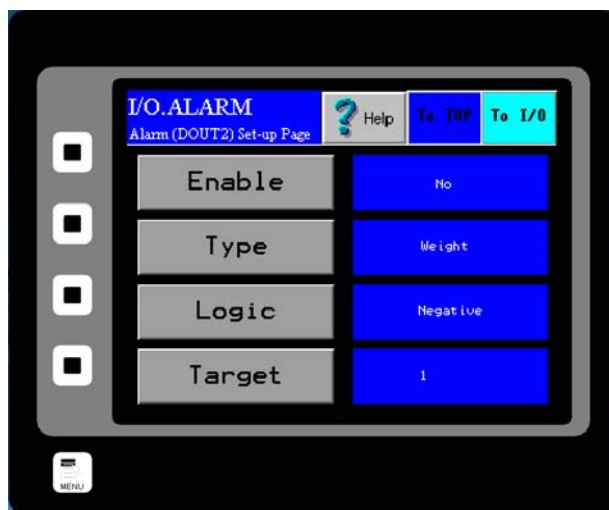 I/O.ALARM
Alarm (DOUT2) Set-up Page
? Help
To TOP
To I/0
Enable
No
Type
Weight
Logic
Negative
Target
1
MENU